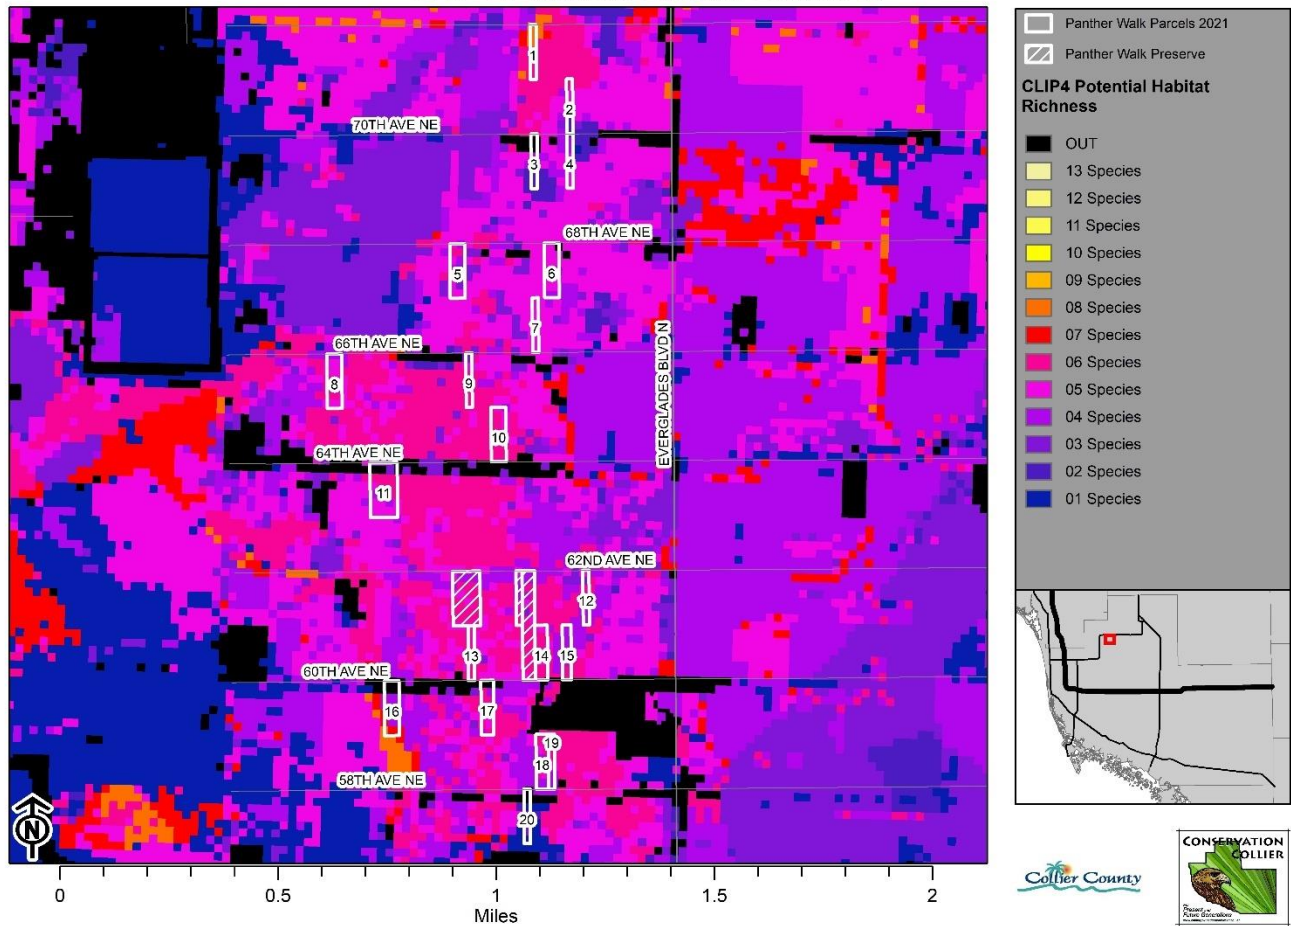 1
2
70TH AVE NE
3
4
68TH AVE NE
5
6
7
EVERGLADES BLVD N
66TH AVE NE
8
9
10
64TH AVE NE
11
62ND AVE NE
12
13
14
15
60TH AVE NE
16
17
19
18
58TH AVE NE
20
N
0
0.5
1
1.5
2
Miles
Panther Walk Parcels 2021
Panther Walk Preserve
CLIP4 Potential Habitat
Richness
OUT
13 Species
12 Species
11 Species
10 Species
09 Species
08 Species
07 Species
06 Species
05 Species
04 Species
03 Species
02 Species
01 Species
Collier County
CONSERVATION
COLLIER
Present and
Future Generations